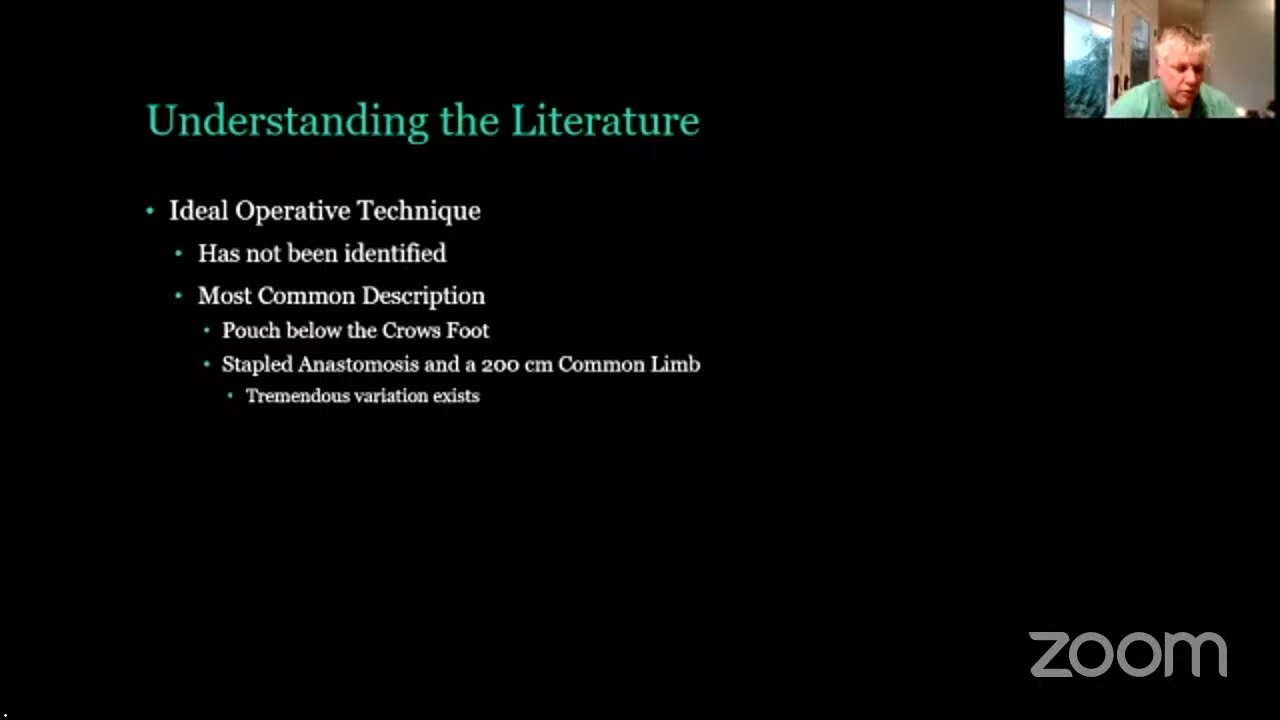 Understanding the Literature
Ideal Operative Technique
Has not been identified
Most Common Description
Pouch below the Crows Foot
Stapled Anastomosis and a 200 cm Common Limb
Tremendous variation exists
zoom